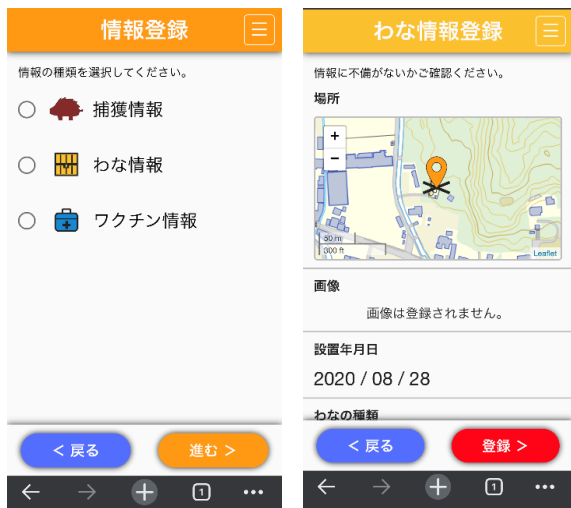 情報登録
情報の種類を選択してください。
捕獲情報
わな情報
ワクチン情報
< 戻る
進む >
1
わな情報登録
情報に不備がないかご確認ください。
場所
+
−
50 m
300 ft
Leaflet
画像
画像は登録されません。
設置年月日
2020 / 08 / 28
わなの種類
< 戻る
登録 >
1